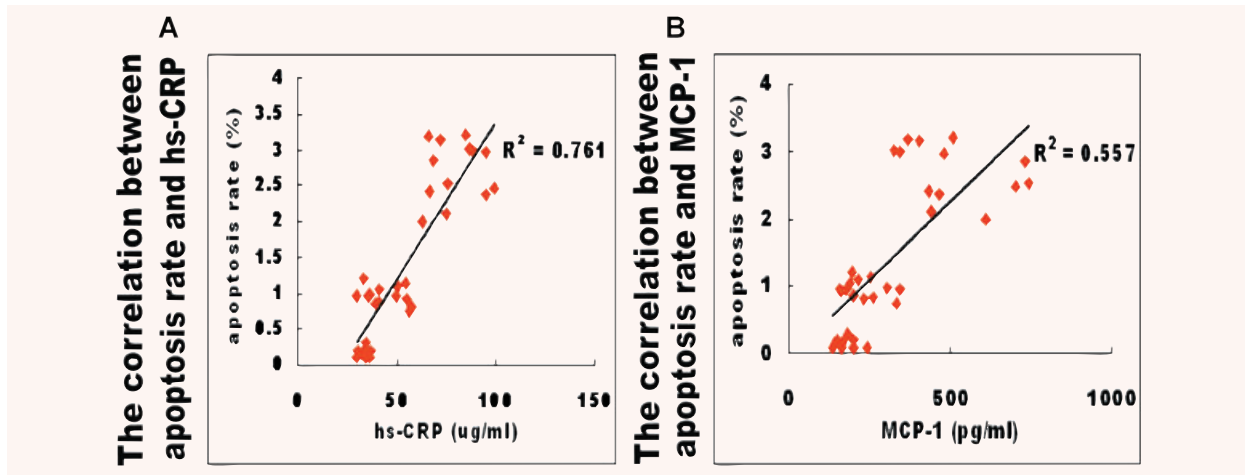 A
The correlation between
apoptosis rate and hs-CRP
apoptosis rate (%)
4
3.5
3
2.5
2
1.5
1
0.5
0
R² = 0.761
0 50 100 150
hs-CRP (ug/ml)
B
The correlation between
apoptosis rate and MCP-1
apoptosis rate (%)
4
3
2
1
0
R² = 0.557
0 500 1000
MCP-1 (pg/ml)